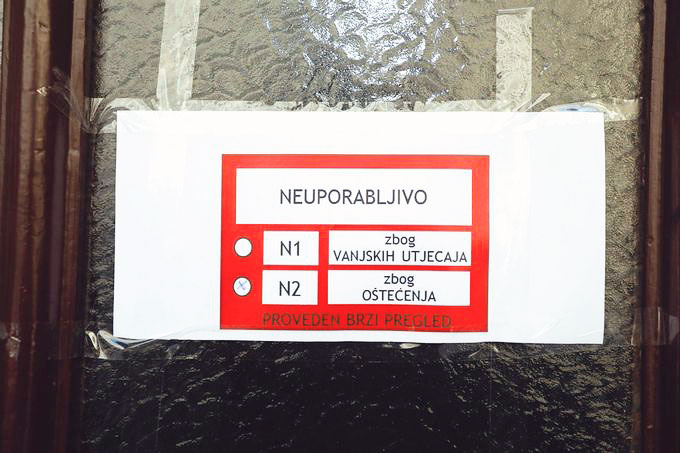 NEUPORABLJIVO
N1
zbog
VANJSKIH UTJECAJA
N2
zbog
OŠTEĆENJA
PROVEDEN BRZI PREGLED